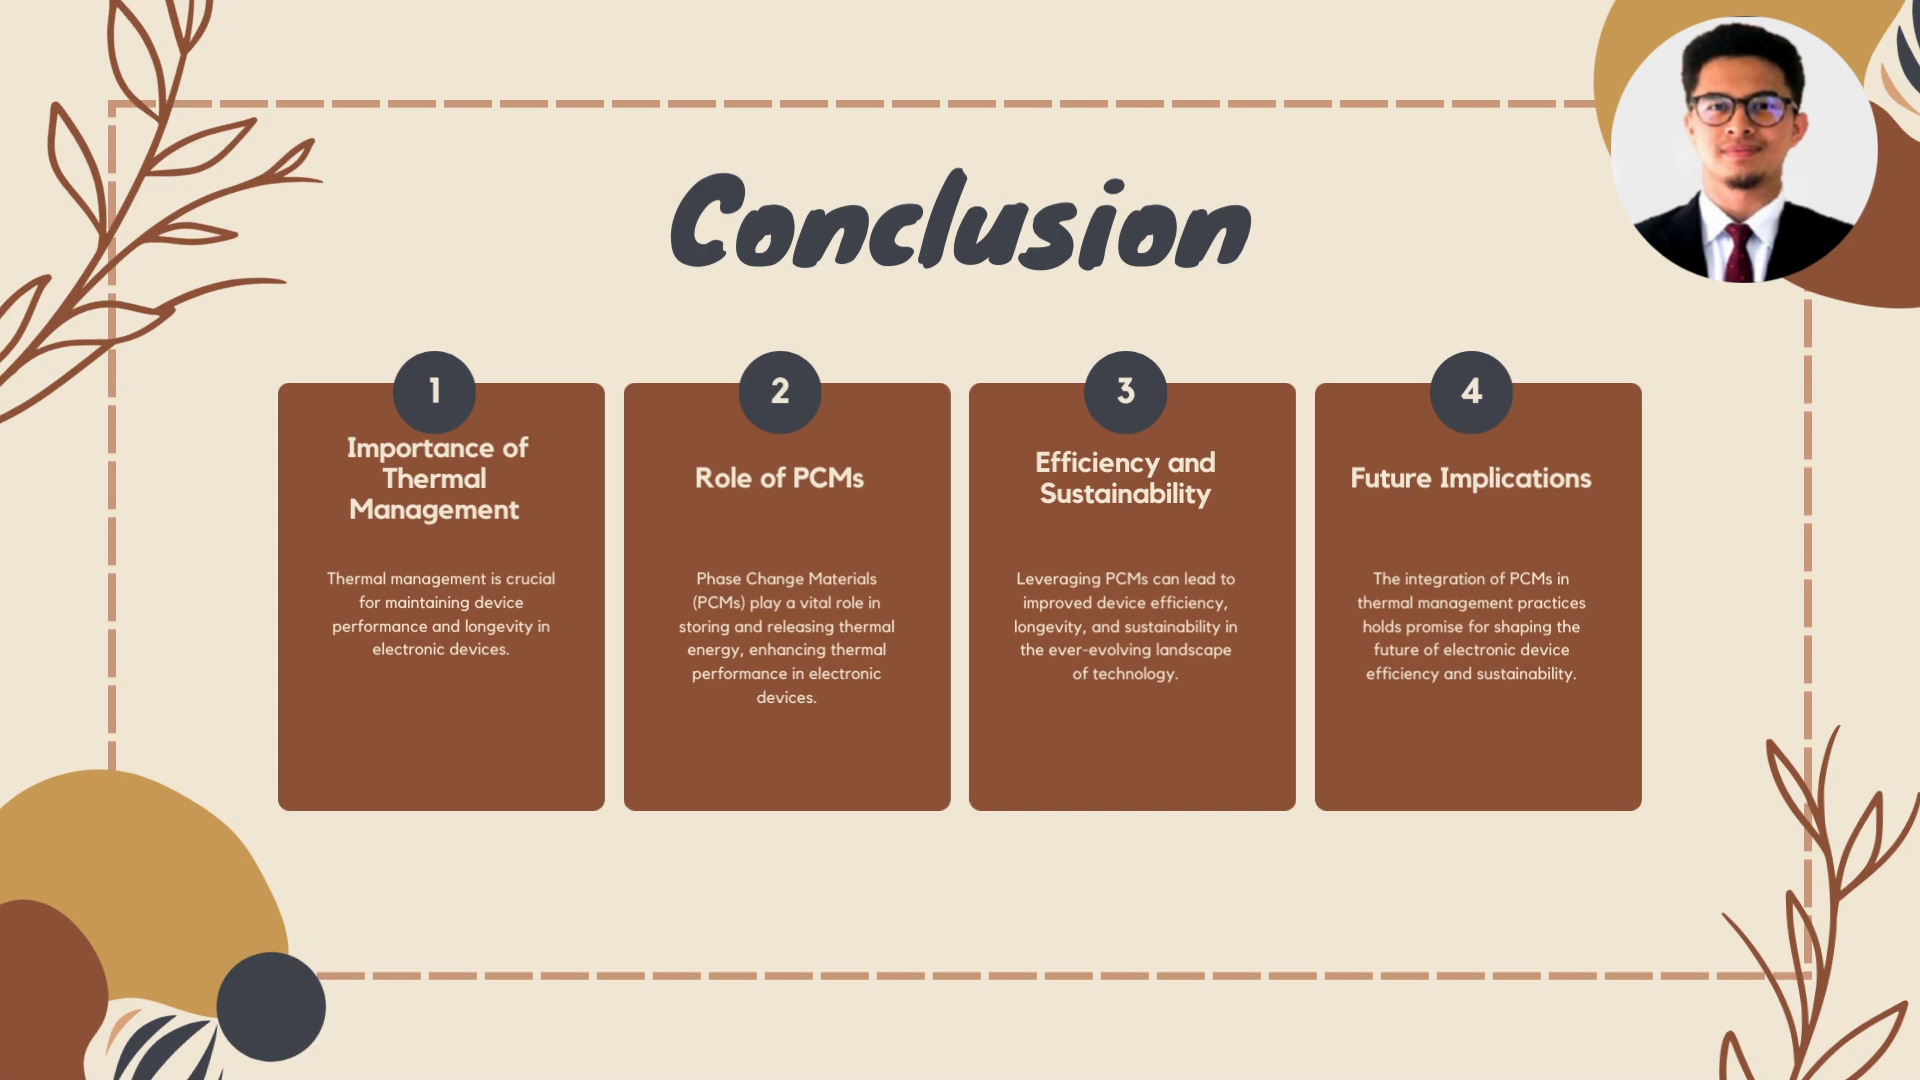 Conclusion
1
Importance of
Thermal
Management
Thermal management is crucial
for maintaining device
performance and longevity in
electronic devices.
2
Role of PCMs
Phase Change Materials
(PCMs) play a vital role in
storing and releasing thermal
energy, enhancing thermal
performance in electronic
devices.
3
Efficiency and
Sustainability
Leveraging PCMs can lead to
improved device efficiency,
longevity, and sustainability in
the ever-evolving landscape
of technology.
4
Future Implications
The integration of PCMs in
thermal management practices
holds promise for shaping the
future of electronic device
efficiency and sustainability.